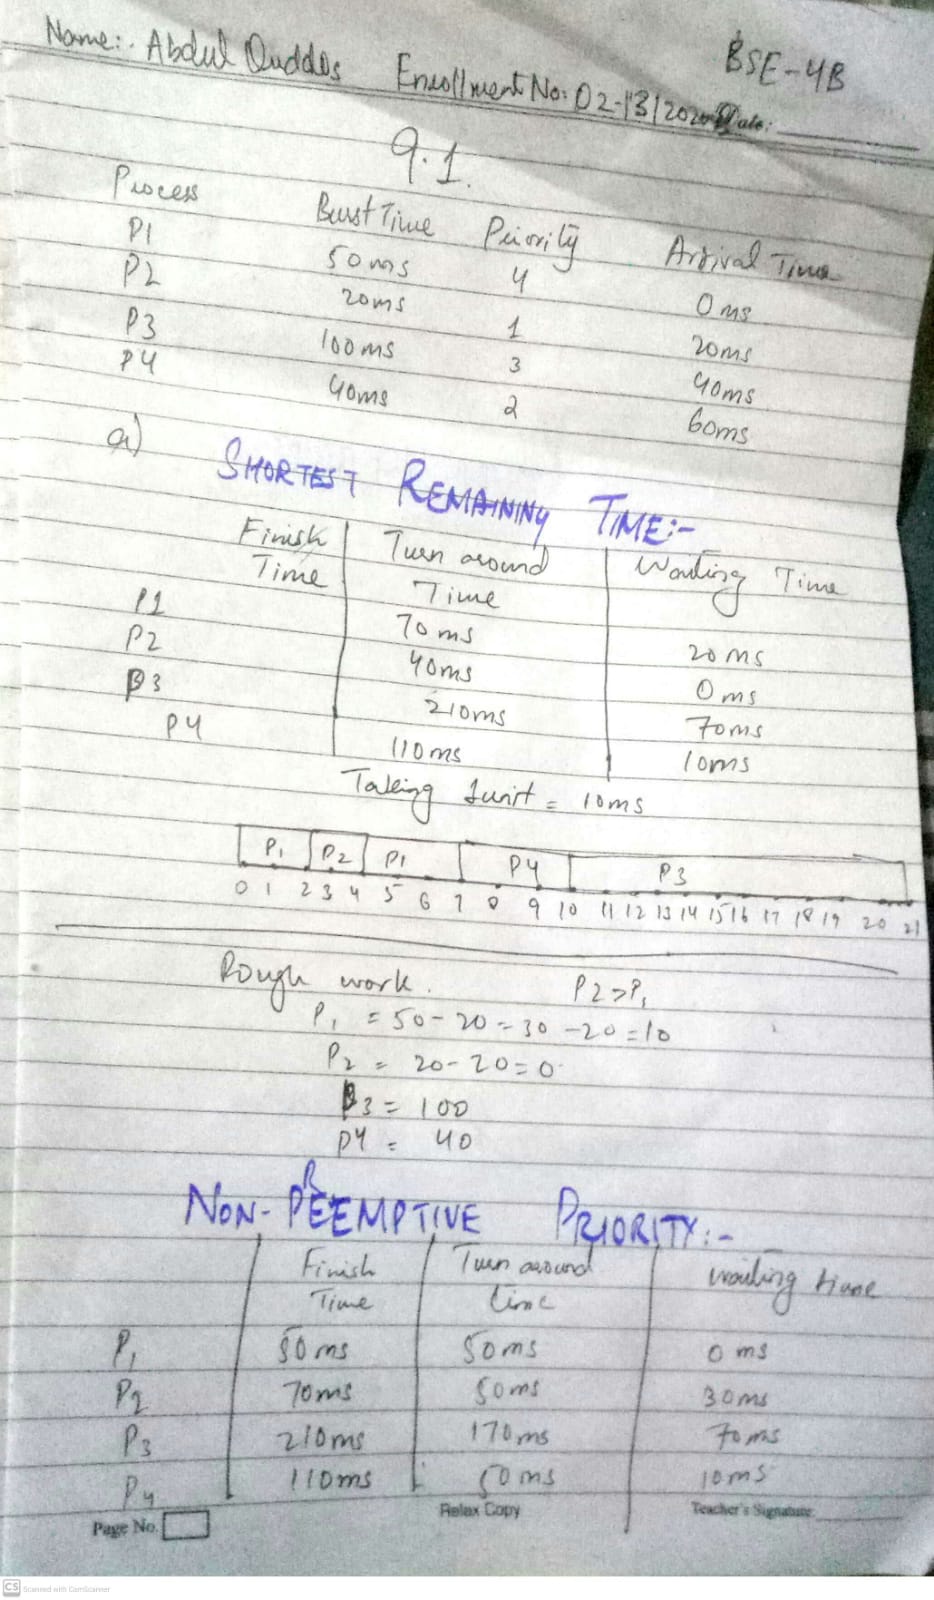 Name:- Abdul Quddos Enrollment No: 02-131202 BSE-4B
Date:
Q.1.
Process Burst Time Priority Arrival Time
P1 50ms 4 0ms
P2 20ms 1 20ms
P3 100ms 3 40ms
P4 40ms 2 60ms
a) SHORTEST REMAINING TIME:-
Finish Time Turn around Time Waiting Time
P1 70ms 20ms
P2 40ms 0ms
P3 210ms 70ms
P4 110ms 10ms
Taking 1unit = 10ms
P1 P2 P1 P4 P3
0 1 2 3 4 5 6 7 8 9 10 11 12 13 14 15 16 17 18 19 20 21
Rough work. P2>P1
P1 = 50-20=30-20=10
P2 = 20-20=0
P3 = 100
P4 = 40
NON-PREEMPTIVE PRIORITY:-
Finish Time Turn around time waiting time
P1 50ms 50ms 0ms
P2 70ms 50ms 30ms
P3 210ms 170ms 70ms
P4 110ms 50ms 10ms
Page No. Relax Copy Teacher's Signature:
CS Scanned with CamScanner